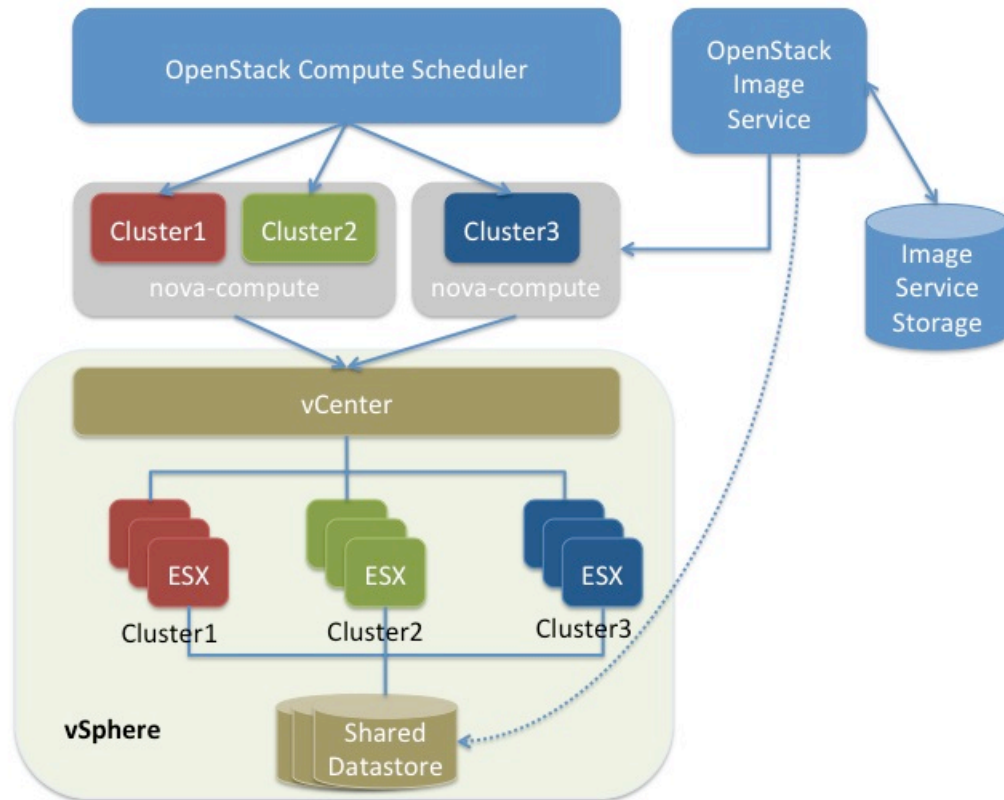 OpenStack Compute Scheduler
OpenStack
Image
Service
Cluster1
Cluster2
Cluster3
nova-compute
nova-compute
Image
Service
Storage
vCenter
ESX
ESX
ESX
Cluster1
Cluster2
Cluster3
vSphere
Shared
Datastore